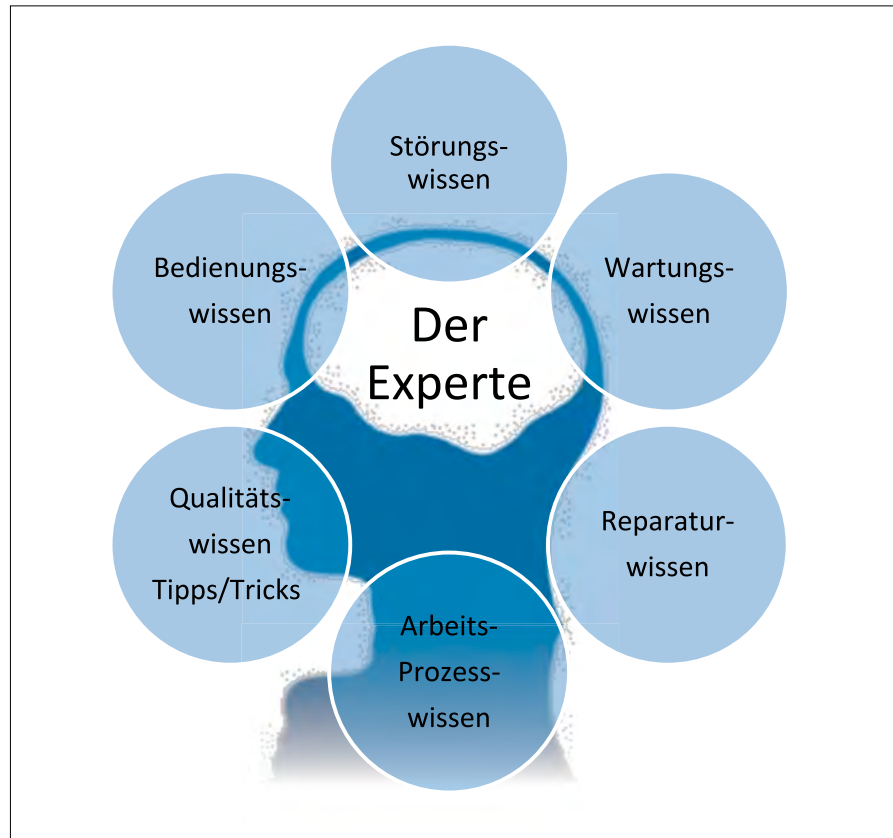 Störungs-
wissen
Bedienungs-
wissen
Wartungs-
wissen
Der
Experte
Qualitäts-
wissen
Tipps/Tricks
Reparatur-
wissen
Arbeits-
Prozess-
wissen